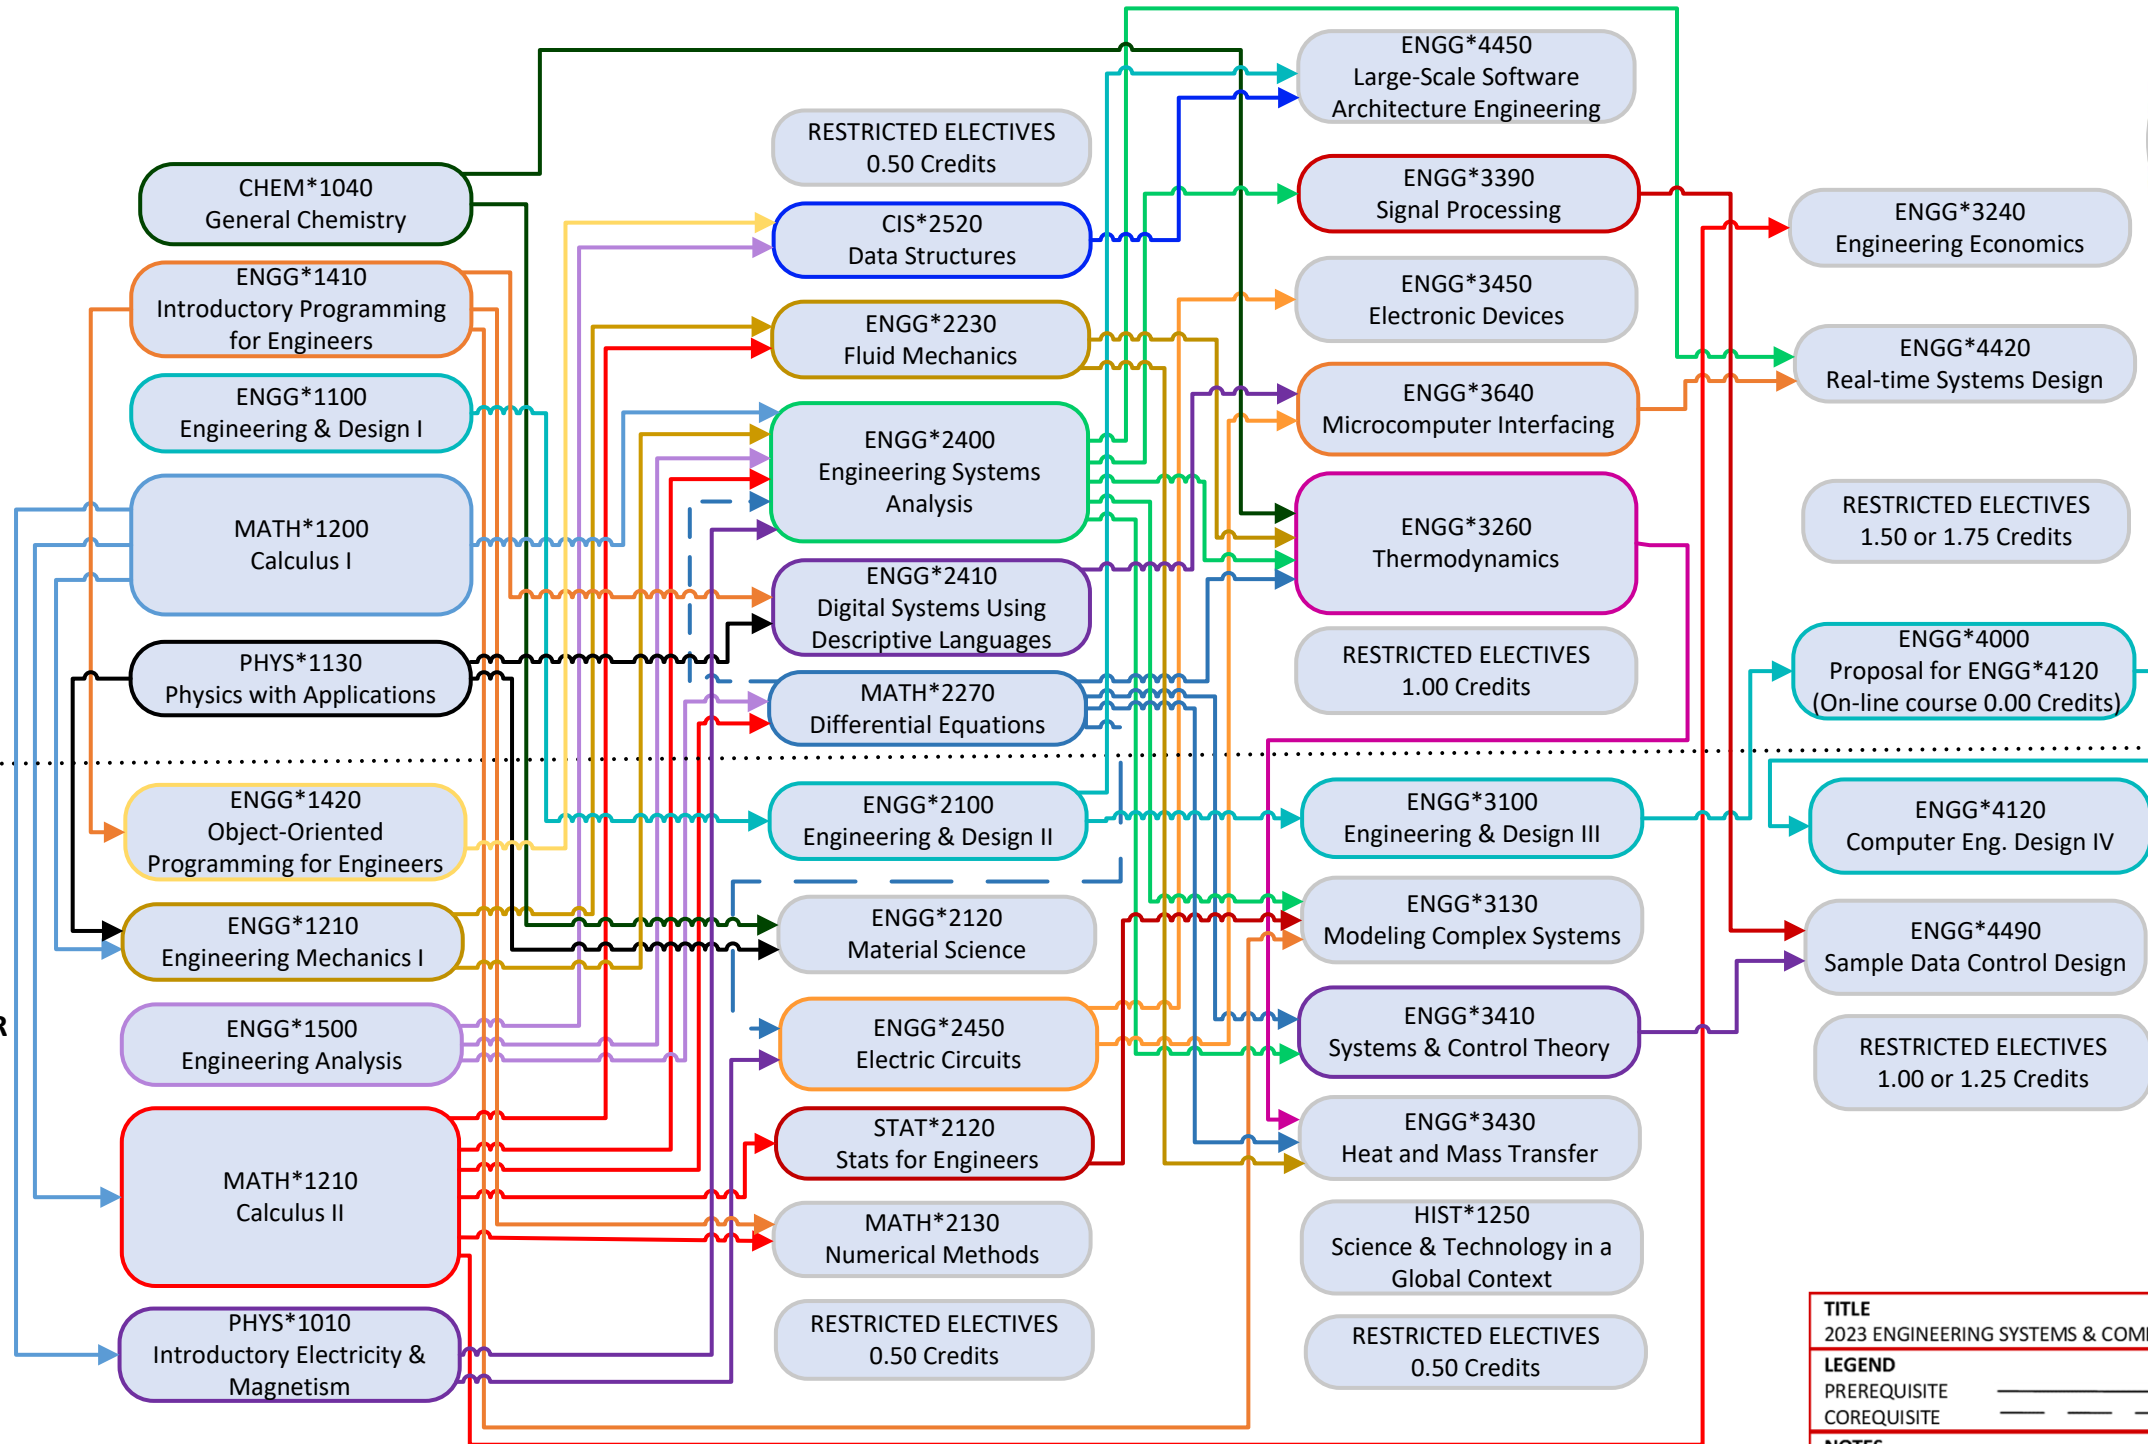 CHEM*1040
General Chemistry
ENGG*1410
Introductory Programming
for Engineers
ENGG*1100
Engineering & Design I
MATH*1200
Calculus I
PHYS*1130
Physics with Applications
ENGG*1420
Object-Oriented
Programming for Engineers
ENGG*1210
Engineering Mechanics I
R
ENGG*1500
Engineering Analysis
MATH*1210
Calculus II
PHYS*1010
Introductory Electricity &
Magnetism
RESTRICTED ELECTIVES
0.50 Credits
CIS*2520
Data Structures
ENGG*2230
Fluid Mechanics
ENGG*2400
Engineering Systems
Analysis
ENGG*2410
Digital Systems Using
Descriptive Languages
MATH*2270
Differential Equations
ENGG*2100
Engineering & Design II
ENGG*2120
Material Science
ENGG*2450
Electric Circuits
STAT*2120
Stats for Engineers
MATH*2130
Numerical Methods
RESTRICTED ELECTIVES
0.50 Credits
ENGG*4450
Large-Scale Software
Architecture Engineering
ENGG*3390
Signal Processing
ENGG*3450
Electronic Devices
ENGG*3640
Microcomputer Interfacing
ENGG*3260
Thermodynamics
RESTRICTED ELECTIVES
1.00 Credits
ENGG*3100
Engineering & Design III
ENGG*3130
Modeling Complex Systems
ENGG*3410
Systems & Control Theory
ENGG*3430
Heat and Mass Transfer
HIST*1250
Science & Technology in a
Global Context
RESTRICTED ELECTIVES
0.50 Credits
ENGG*3240
Engineering Economics
ENGG*4420
Real-time Systems Design
RESTRICTED ELECTIVES
1.50 or 1.75 Credits
ENGG*4000
Proposal for ENGG*4120
(On-line course 0.00 Credits)
ENGG*4120
Computer Eng. Design IV
ENGG*4490
Sample Data Control Design
RESTRICTED ELECTIVES
1.00 or 1.25 Credits
TITLE
2023 ENGINEERING SYSTEMS & COM
LEGEND
PREREQUISITE
COREQUISITE
NOTES